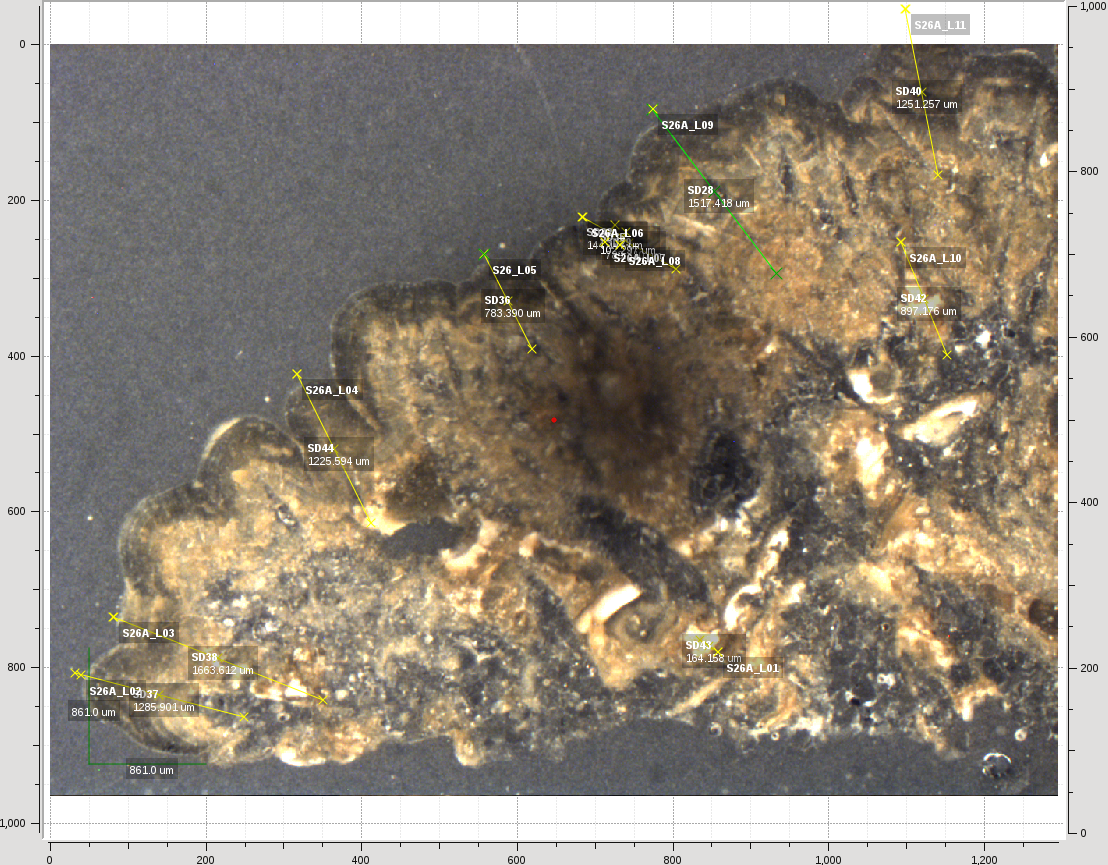 1,000
S26A_L11
0
SD40
1251.257 um
S26A_L09
800
SD28
1517.418 um
200
S26A_L06
S26A_L08
S26A_L10
S26_L05
SD36
783.390 um
SD42
897.176 um
600
400
S26A_L04
SD44
1225.594 um
400
600
S26A_L03
SD43
164.158 um
SD38
1663.612 um
S26A_L01
800
200
S26A_L02
SD37
1285.901 um
861.0 um
861.0 um
1,000
0
0
200
400
600
800
1,000
1,200